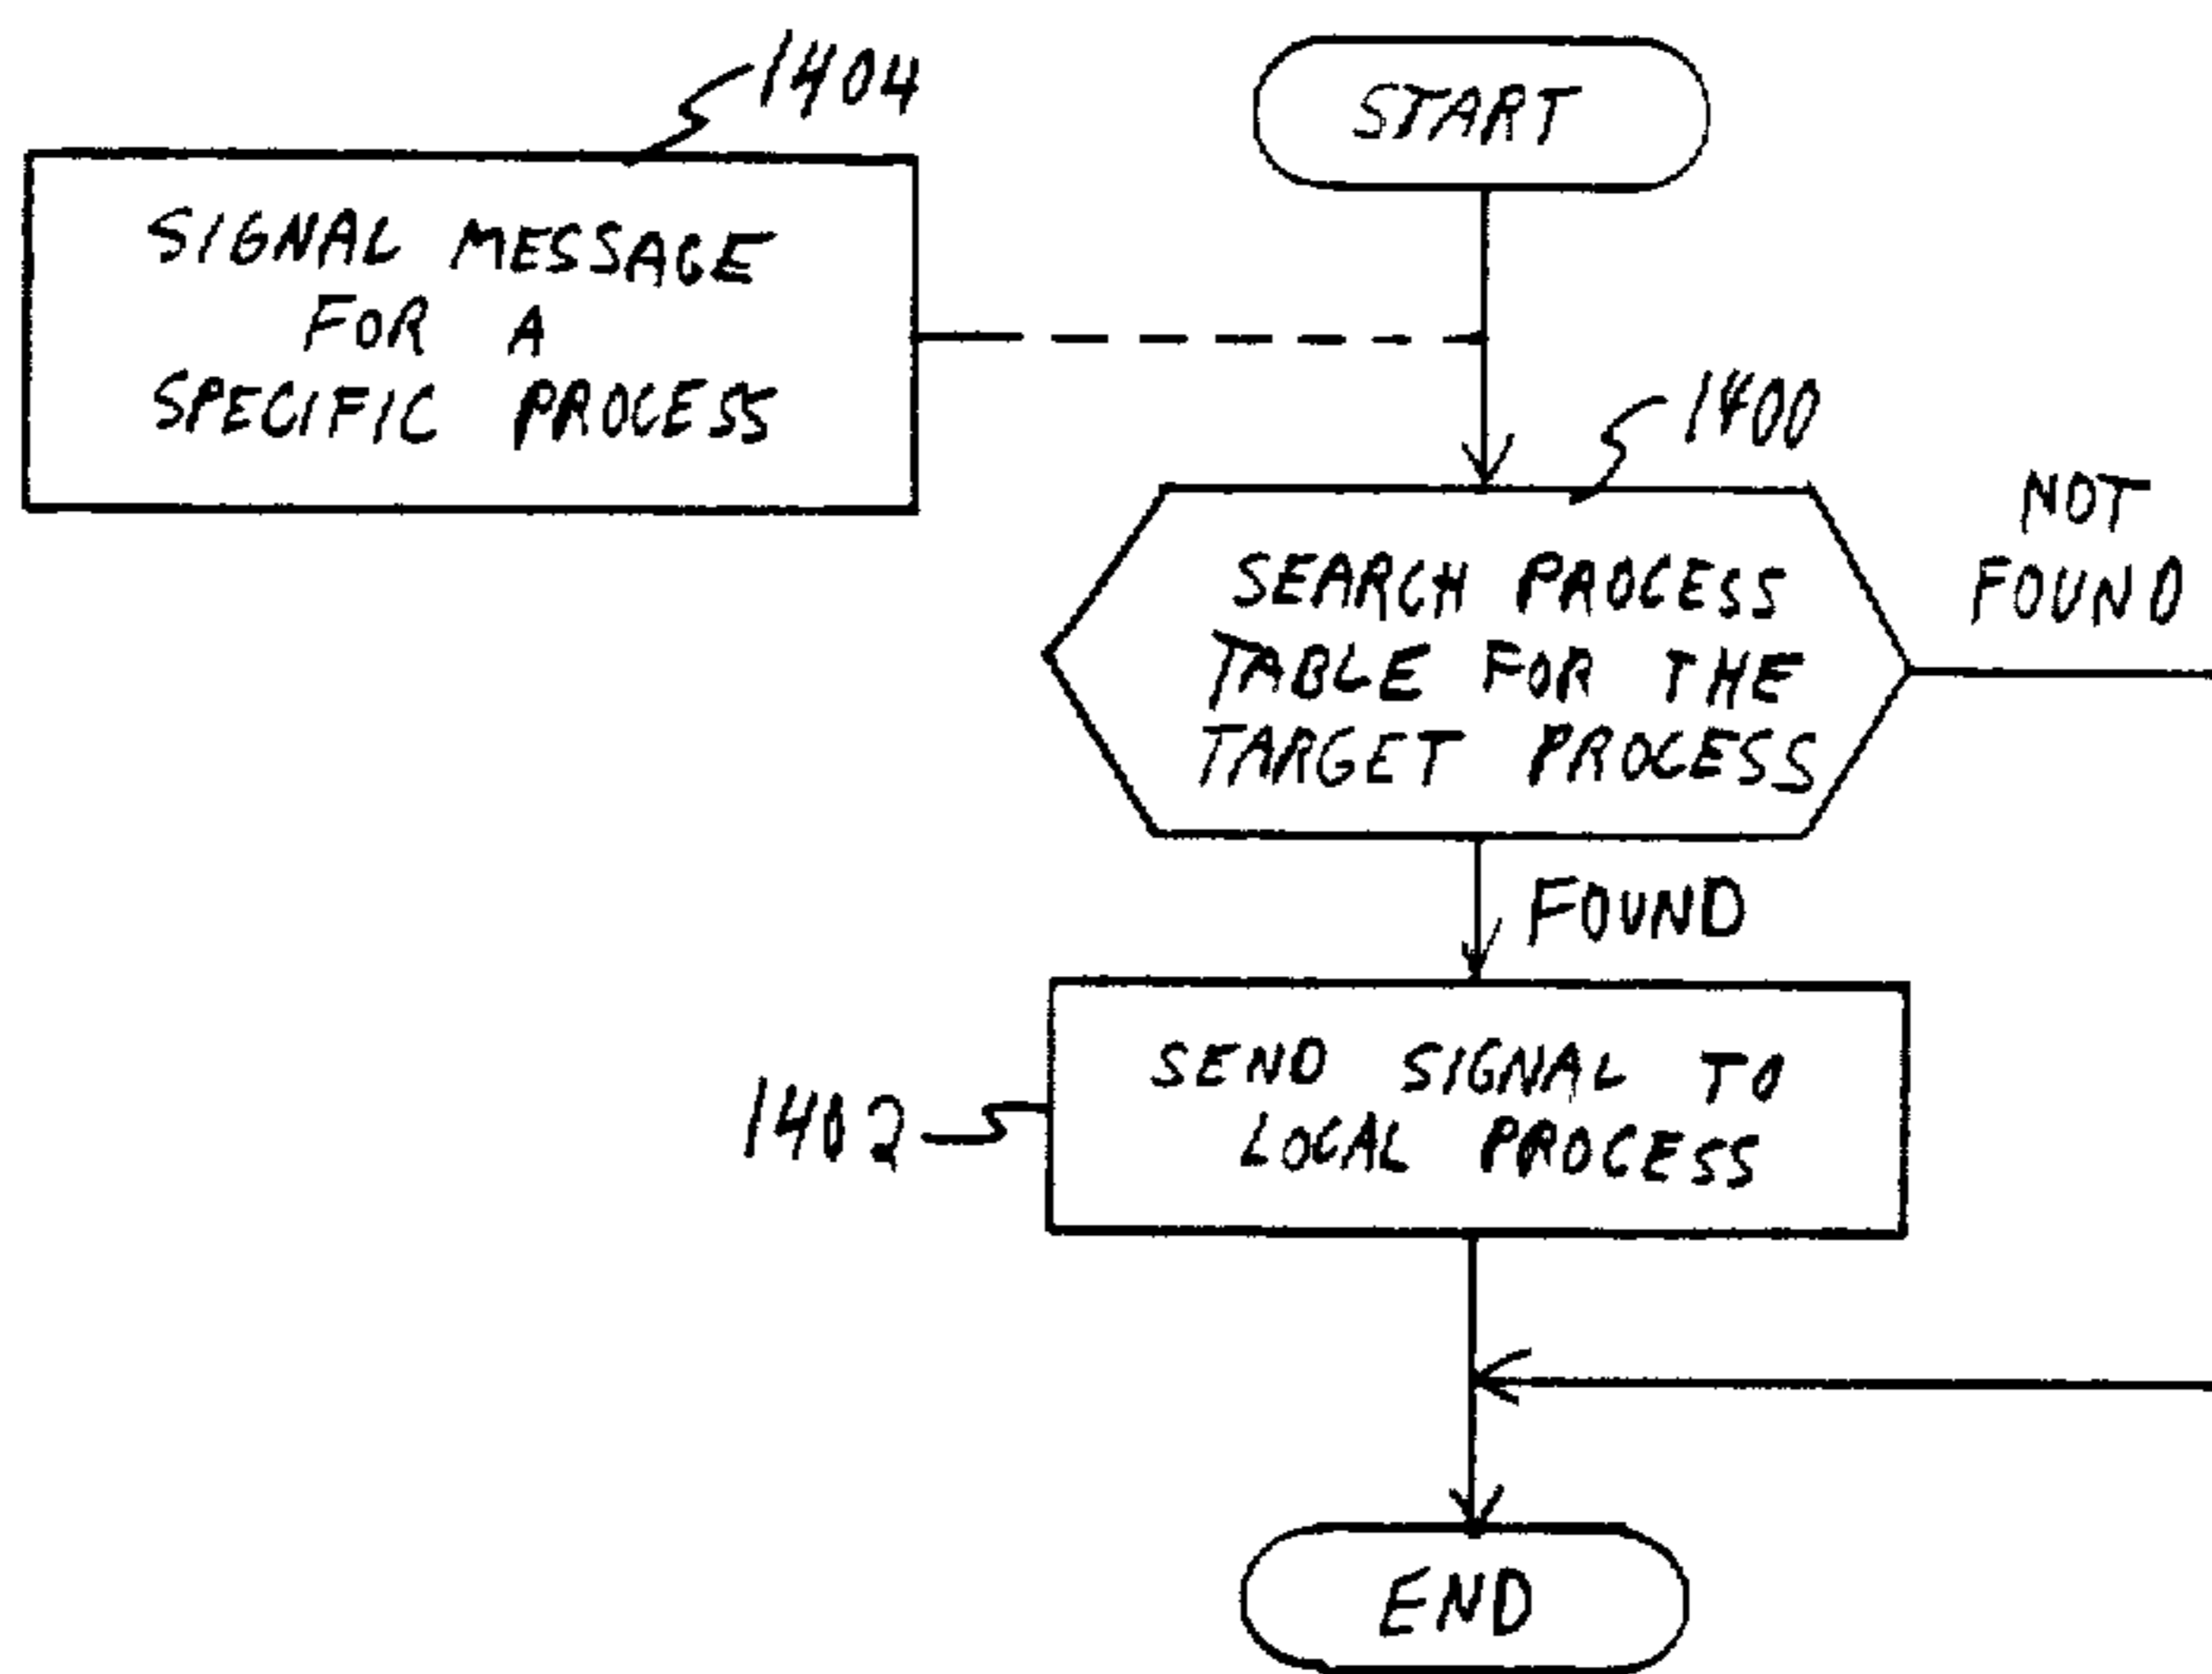 1404
START
SIGNAL MESSAGE
FOR A
SPECIFIC PROCESS
1400
NOT
FOUND
SEARCH PROCESS
TABLE FOR THE
TARGET PROCESS
FOUND
SEND SIGNAL TO
LOCAL PROCESS
1402
END